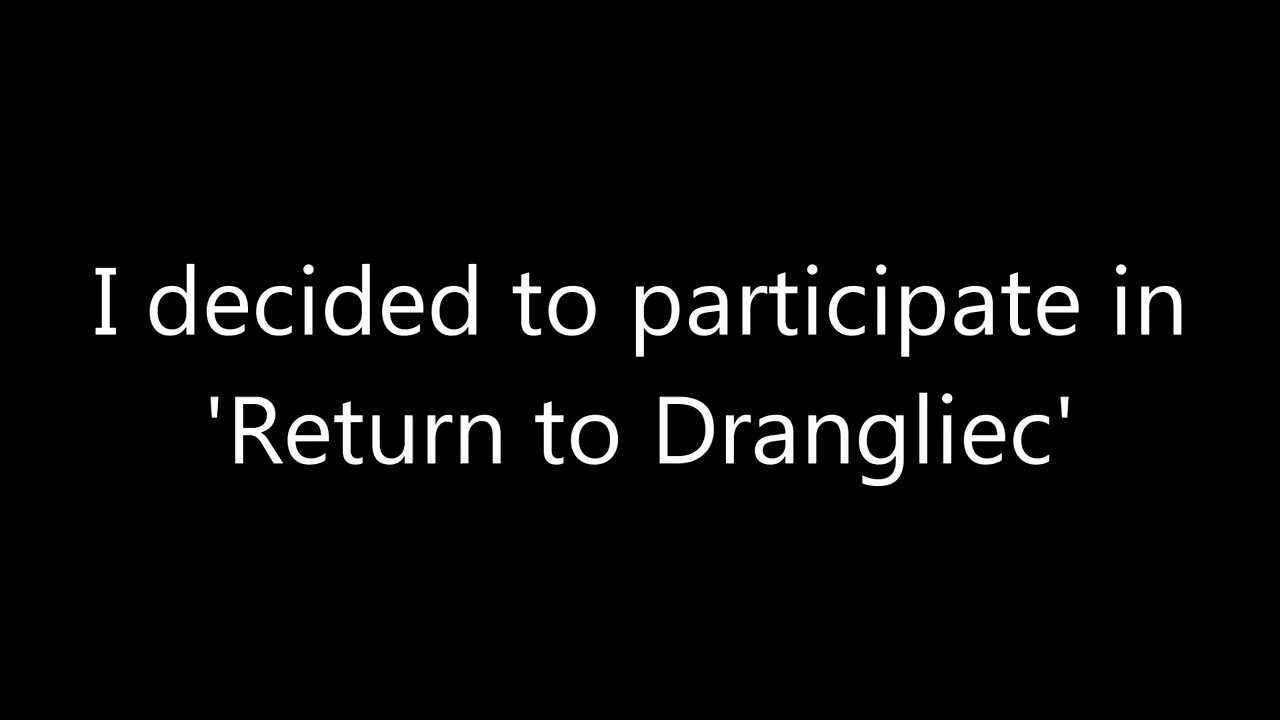 I decided to participate in
'Return to Drangliec'